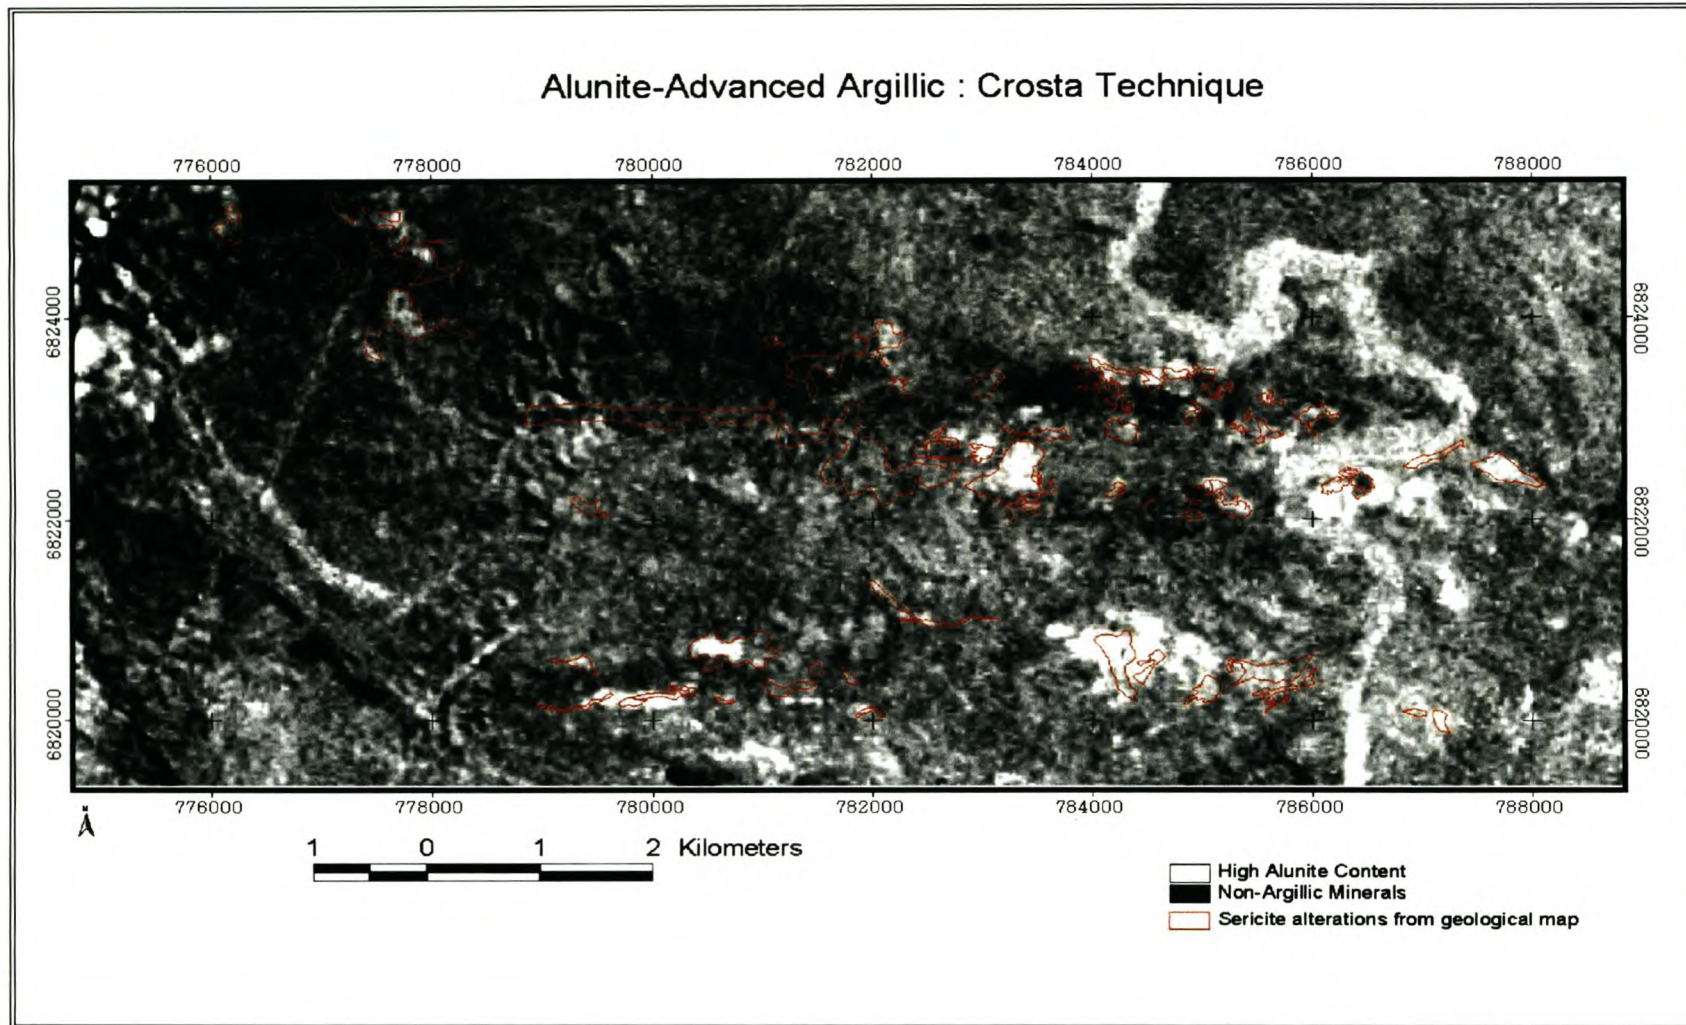 Alunite-Advanced Argillic : Crosta Technique
776000 778000 780000 782000 784000 786000 788000
6824000 6824000
6822000 6822000
6820000 6820000
776000 778000 780000 782000 784000 786000 788000
N
1 0 1 2 Kilometers
High Alunite Content
Non-Argillic Minerals
Sericite alterations from geological map